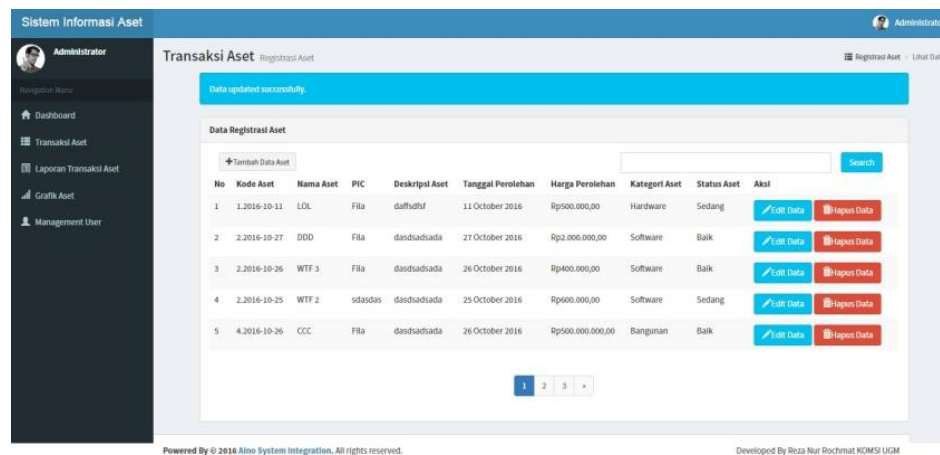 Sistem Informasi Aset
Administrato
Administrator
Navigation Menu
Dashboard
Transaksi Aset
Laporan Transaksi Aset
Grafik Aset
Management User
Transaksi Aset Registrasi Aset
Registrasi Aset > Lihat Dat
Data updated successfully.
Data Registrasi Aset
+Tambah Data Aset
Search
No Kode Aset Nama Aset PIC Deskripsi Aset Tanggal Perolehan Harga Perolehan Kategori Aset Status Aset Aksi
1 1.2016-10-11 LOL Fila daffsdfsf 11 October 2016 Rp500.000,00 Hardware Sedang Edit Data Hapus Data
2 2.2016-10-27 DDD Fila dasdsadsada 27 October 2016 Rp2.000.000,00 Software Baik Edit Data Hapus Data
3 2.2016-10-26 WTF 3 Fila dasdsadsada 26 October 2016 Rp400.000,00 Software Baik Edit Data Hapus Data
4 2.2016-10-25 WTF 2 sdasdas dasdsadsada 25 October 2016 Rp600.000,00 Software Sedang Edit Data Hapus Data
5 4.2016-10-26 CCC Fila dasdsadsada 26 October 2016 Rp500.000.000,00 Bangunan Baik Edit Data Hapus Data
1 2 3 »
Powered By © 2016 Aino System Integration. All rights reserved.
Developed By Reza Nur Rochmat KOMSI UGM